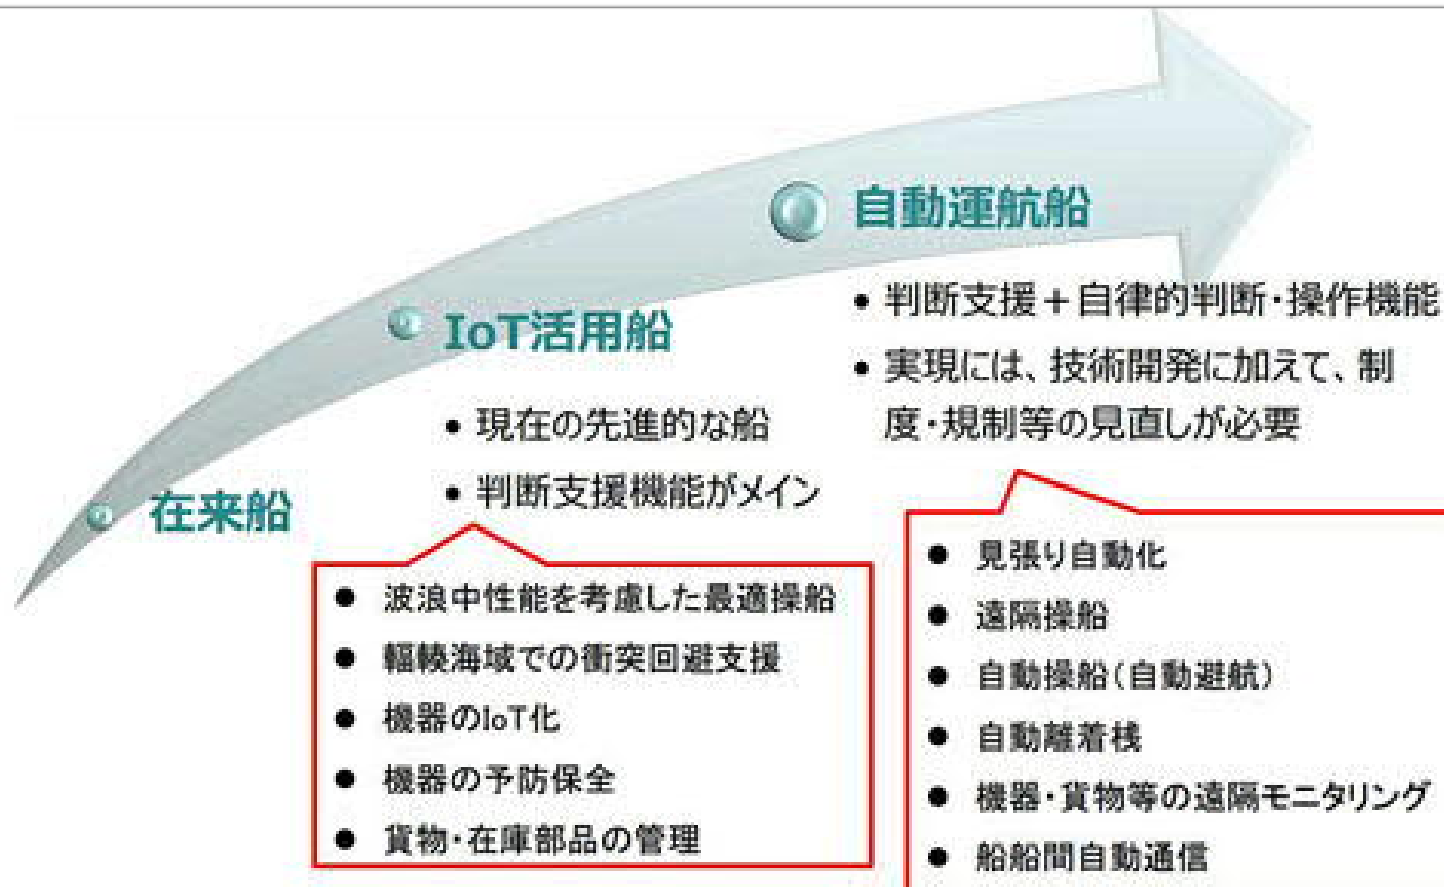 自動運航船
• 判断支援＋自律的判断・操作機能
• 実現には、技術開発に加えて、制
度・規制等の見直しが必要
IoT活用船
• 現在の先進的な船
• 判断支援機能がメイン
在来船
● 波浪中性能を考慮した最適操船
● 輻輳海域での衝突回避支援
● 機器のIoT化
● 機器の予防保全
● 貨物・在庫部品の管理
● 見張り自動化
● 遠隔操船
● 自動操船（自動避航）
● 自動離着桟
● 機器・貨物等の遠隔モニタリング
● 船船間自動通信